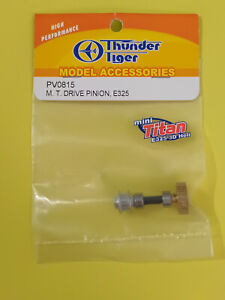 HIGH
PERFORMANCE
Thunder
Tiger
MODEL ACCESSORIES
PV0815
M. T. DRIVE PINION, E325
mini
Titan
E325 3D Heli